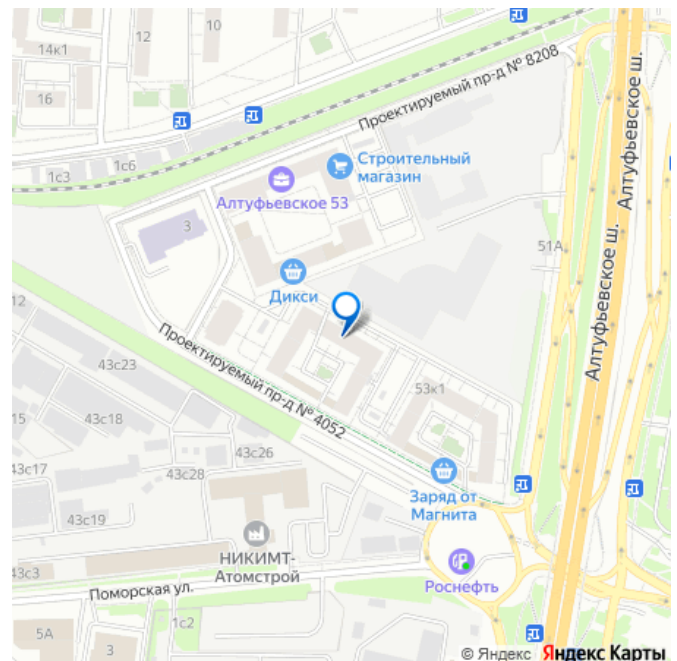 12
10
14к1
16
1с6
1с3
Проектируемый пр-д № 8208
Алтуфьевское ш.
Алтуфьевское ш.
Строительный
магазин
Алтуфьевское 53
3
51А
Дикси
12
Проектируемый пр-д № 4052
43с23
53к1
15
43с18
43с26
43с17
43с28
Заряд от
Магнита
43с19
НИКИМТ-
Атомстрой
43с3
Роснефть
Поморская ул.
1с2
5А
3
© Яндекс Яндекс Карты